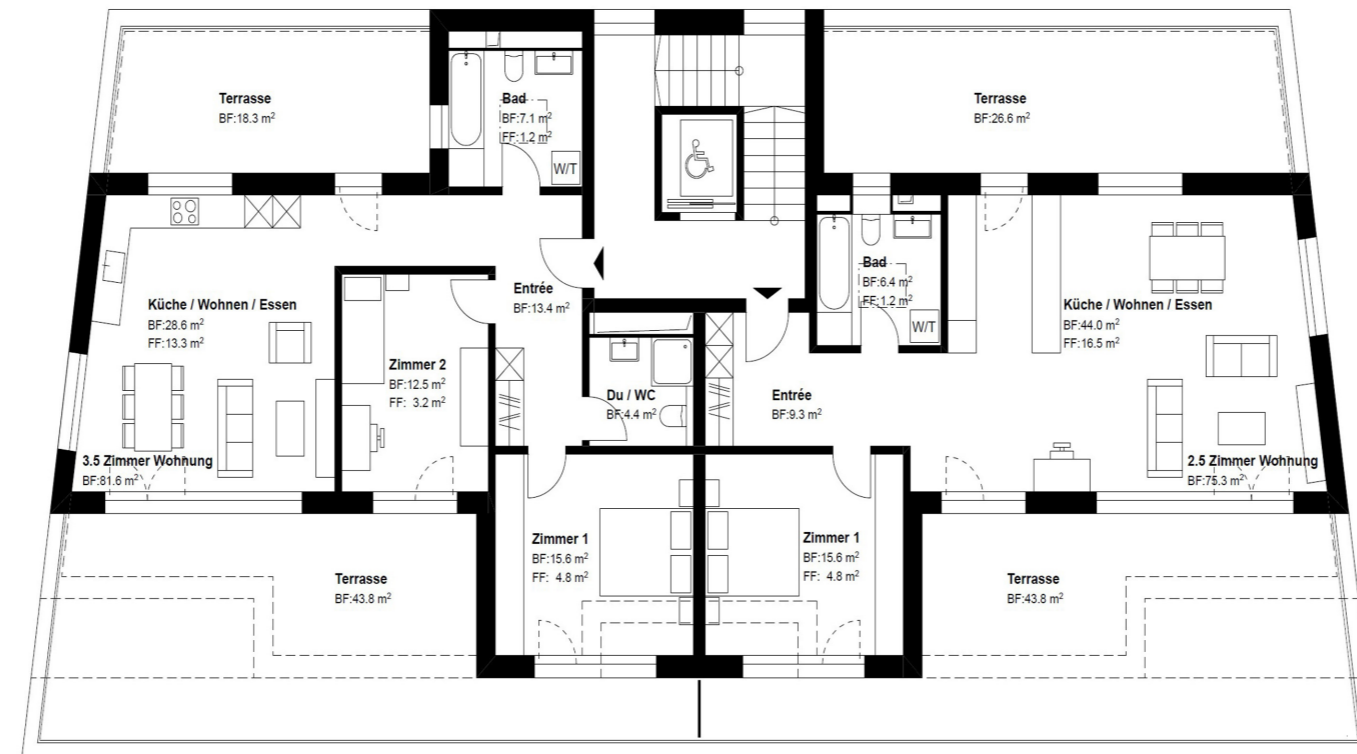 Terrasse
BF:18.3 m²
Bad
BF:7.1 m²
FF:1.2 m²
W/T
Terrasse
BF:26.6 m²
Entrée
BF:13.4 m²
Bad
BF:6.4 m²
FF:1.2 m²
W/T
Küche / Wohnen / Essen
BF:28.6 m²
FF:13.3 m²
Küche / Wohnen / Essen
BF:44.0 m²
FF:16.5 m²
Zimmer 2
BF:12.5 m²
FF: 3.2 m²
Du / WC
BF:4.4 m²
Entrée
BF:9.3 m²
3.5 Zimmer Wohnung
BF:81.6 m²
2.5 Zimmer Wohnung
BF:75.3 m²
Zimmer 1
BF:15.6 m²
FF: 4.8 m²
Zimmer 1
BF:15.6 m²
FF: 4.8 m²
Terrasse
BF:43.8 m²
Terrasse
BF:43.8 m²